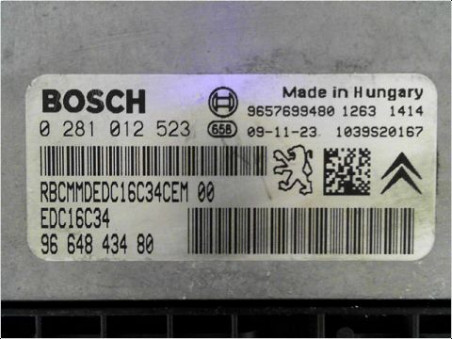 BOSCH
Made in Hungary
9657699480 1263 1414
0 281 012 523 658 09-11-23 1039S20167
RBCMMDEDC16C34CEM 00
EDC16C34
96 648 434 80